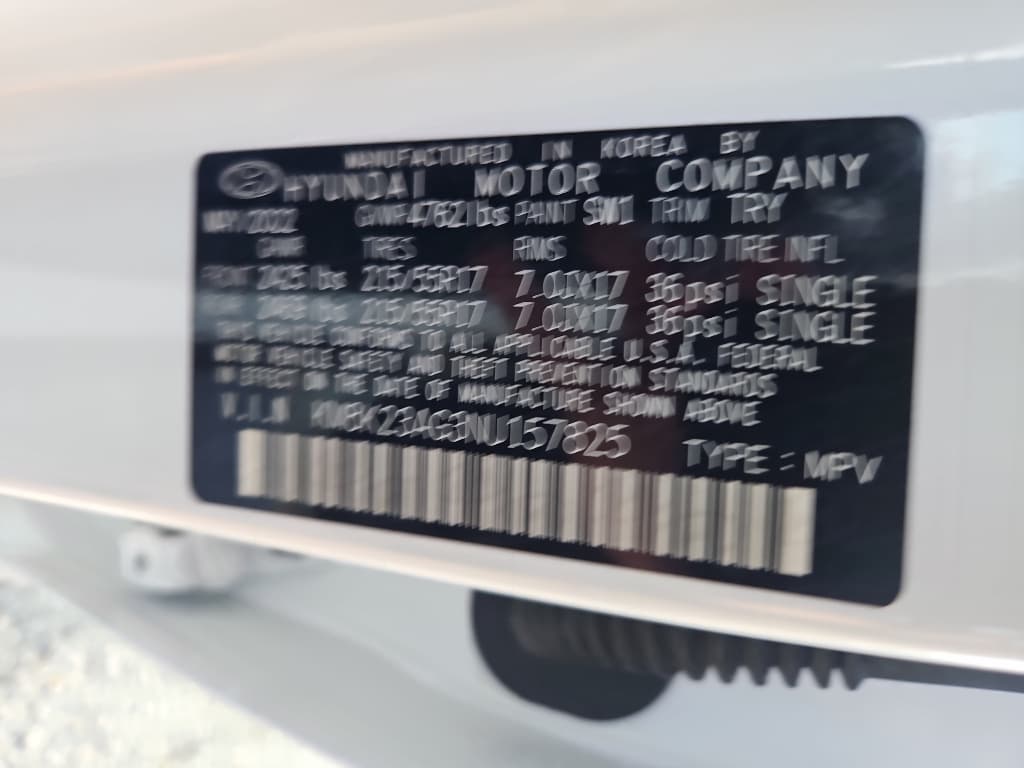 MANUFACTURED IN KOREA BY
HYUNDAI MOTOR COMPANY
MAY/2022 GVWR 4762 lbs PAINT SW1 TRIM TRY
GAWR TIRES RIMS COLD TIRE INFL
FRONT 2425 lbs 215/55R17 7.0JX17 36psi SINGLE
lbs 215/55R17 7.0JX17 36psi SINGLE
THIS VEHICLE CONFORMS TO ALL APPLICABLE U.S.A. FEDERAL
MOTOR VEHICLE SAFETY AND THEFT PREVENTION STANDARDS
IN EFFECT ON THE DATE OF MANUFACTURE SHOWN ABOVE
V.I.N KM8K23AG3NU157825 TYPE : MPV